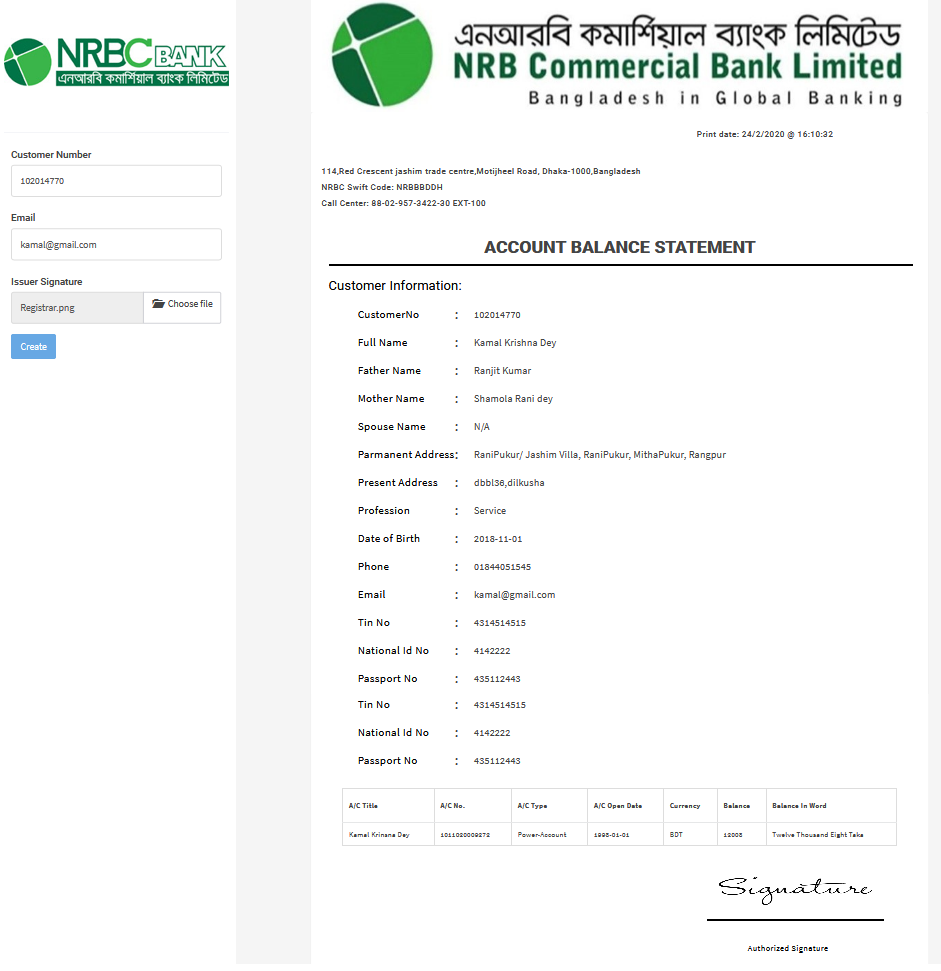 NRBC BANK
এনআরবি কমার্শিয়াল ব্যাংক লিমিটেড
Customer Number
102014770
Email
kamal@gmail.com
Issuer Signature
Registrar.png Choose file
Create
এনআরবি কমার্শিয়াল ব্যাংক লিমিটেড
NRB Commercial Bank Limited
Bangladesh in Global Banking
Print date: 24/2/2020 @ 16:10:32
114,Red Crescent jashim trade centre,Motijheel Road, Dhaka-1000,Bangladesh
NRBC Swift Code: NRBBBDDH
Call Center: 88-02-957-3422-30 EXT-100
ACCOUNT BALANCE STATEMENT
Customer Information:
CustomerNo : 102014770
Full Name : Kamal Krishna Dey
Father Name : Ranjit Kumar
Mother Name : Shamola Rani dey
Spouse Name : N/A
Parmanent Address: RaniPukur/ Jashim Villa, RaniPukur, MithaPukur, Rangpur
Present Address : dbbl36,dilkusha
Profession : Service
Date of Birth : 2018-11-01
Phone : 01844051545
Email : kamal@gmail.com
Tin No : 4314514515
National Id No : 4142222
Passport No : 435112443
Tin No : 4314514515
National Id No : 4142222
Passport No : 435112443
A/C Title A/C No. A/C Type A/C Open Date Currency Balance Balance In Word
Kamal Krinsna Dey 1011020009272 Power-Account 1998-01-01 BDT 12008 Twelve Thousand Eight Taka
Signature
Authorized Signature